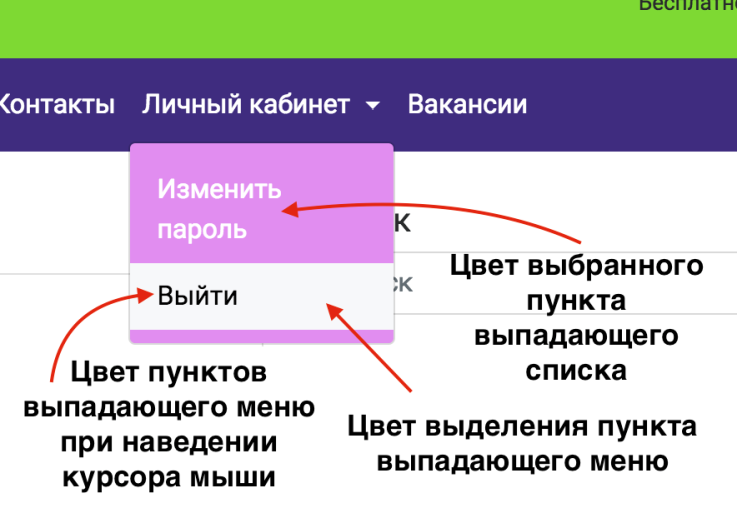 Бесплатно
Контакты Личный кабинет Вакансии
Изменить
пароль
Выйти
Цвет выбранного
пункта
выпадающего
списка
Цвет пунктов
выпадающего меню
при наведении
курсора мыши
Цвет выделения пункта
выпадающего меню